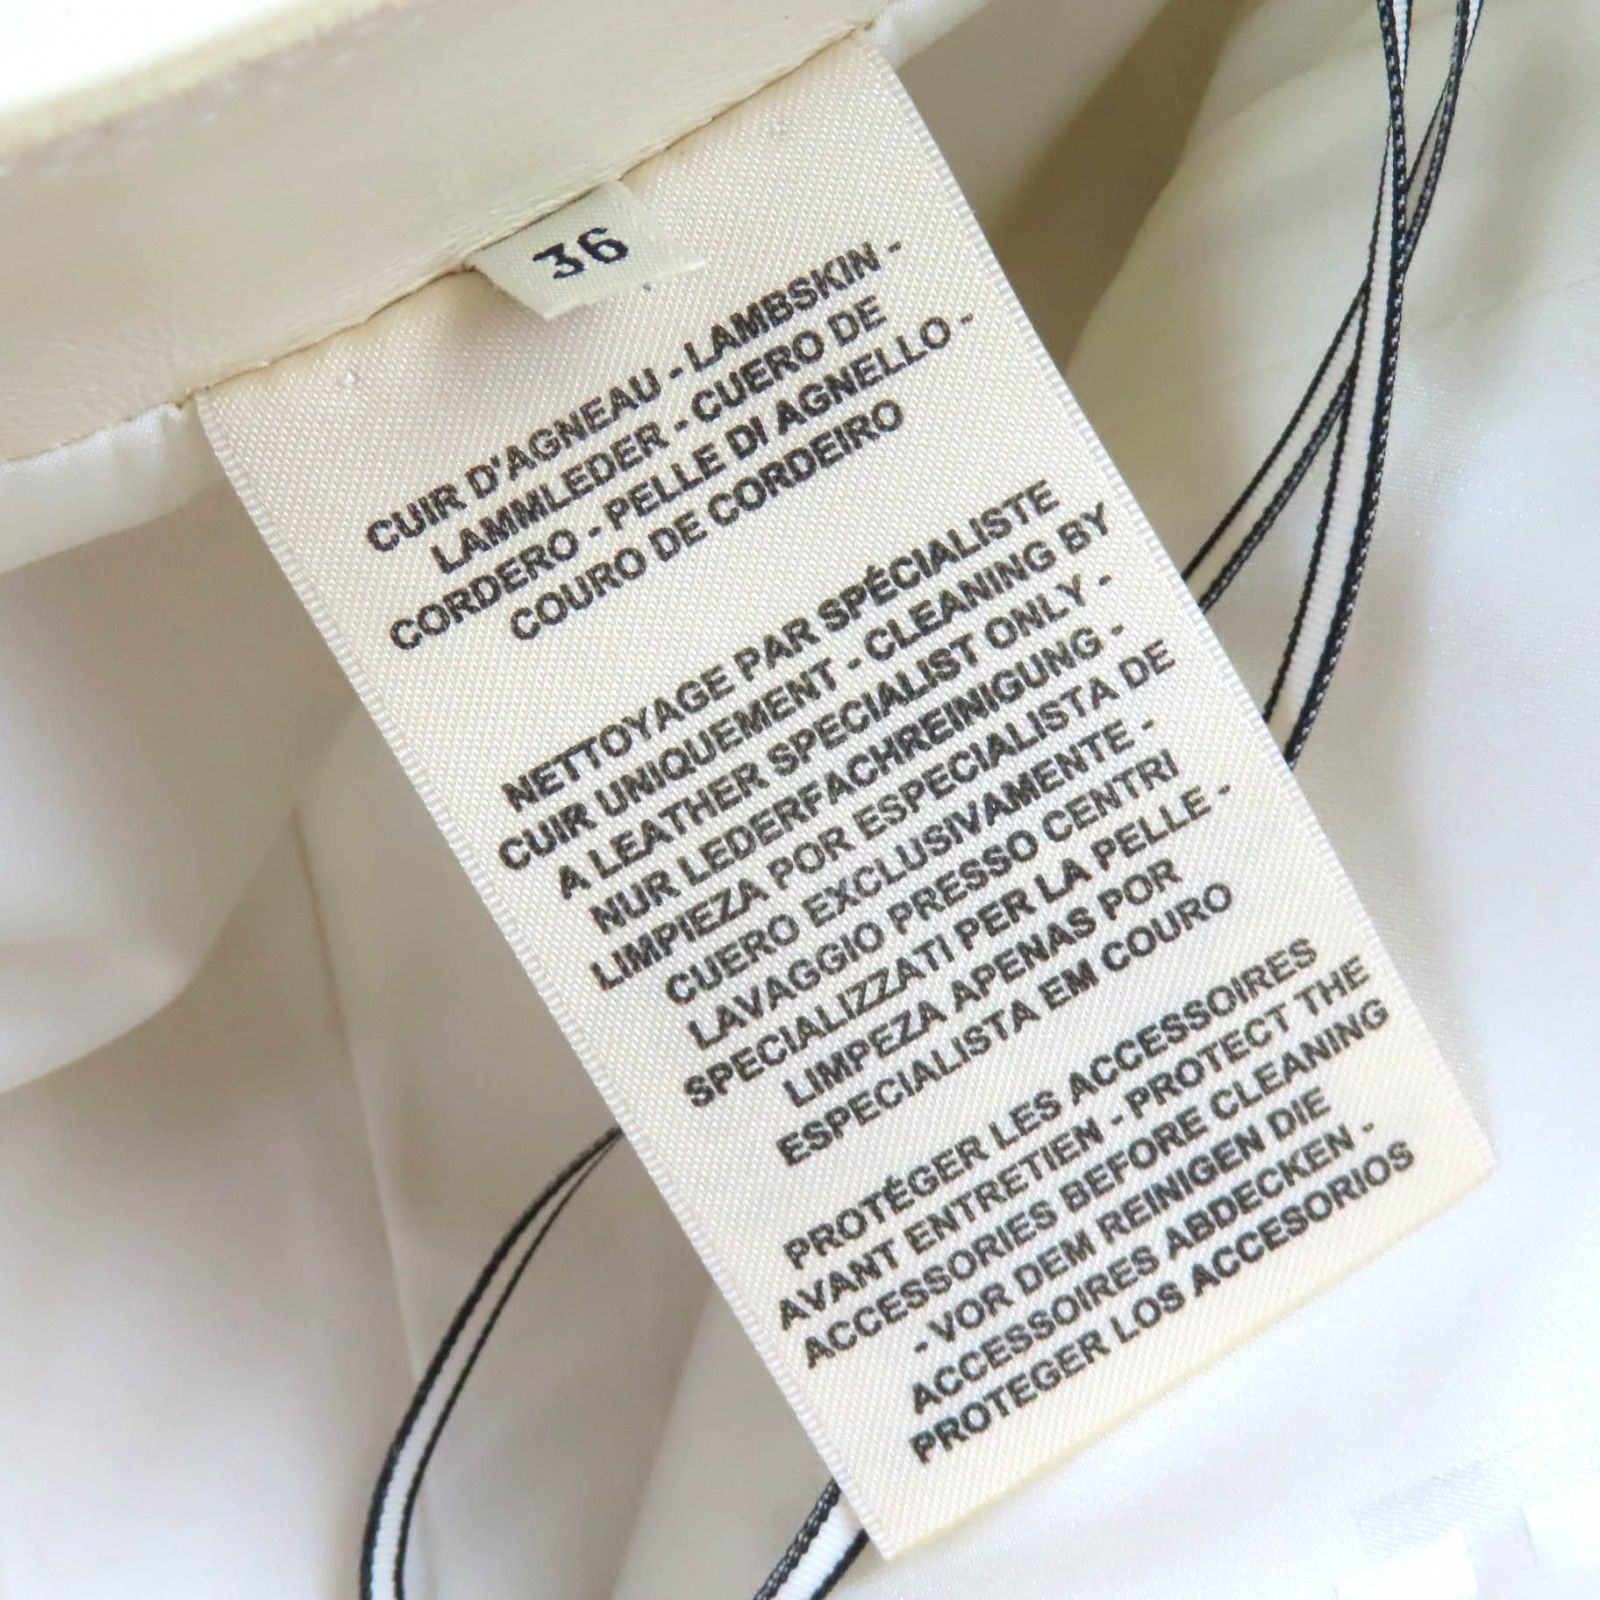 36
CUIR D'AGNEAU - LAMBSKIN -
LAMMLEDER - CUERO DE
CORDERO - PELLE DI AGNELLO -
COURO DE CORDEIRO
NETTOYAGE PAR SPÉCIALISTE
CUIR UNIQUEMENT - CLEANING BY
A LEATHER SPECIALIST ONLY -
NUR LEDERFACHREINIGUNG -
LIMPIEZA POR ESPECIALISTA DE
CUERO EXCLUSIVAMENTE -
LAVAGGIO PRESSO CENTRI
SPECIALIZZATI PER LA PELLE -
LIMPEZA APENAS POR
ESPECIALISTA EM COURO
PROTÉGER LES ACCESSOIRES
AVANT ENTRETIEN - PROTECT THE
ACCESSORIES BEFORE CLEANING
- VOR DEM REINIGEN DIE
ACCESSOIRES ABDECKEN -
PROTEGER LOS ACCESORIOS